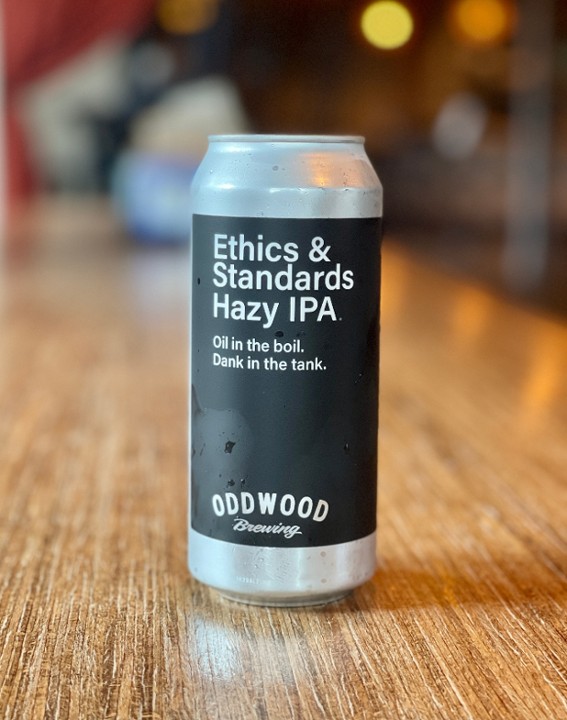 Ethics &
Standards
Hazy IPA.
Oil in the boil.
Dank in the tank.
ODDWOOD
Brewing